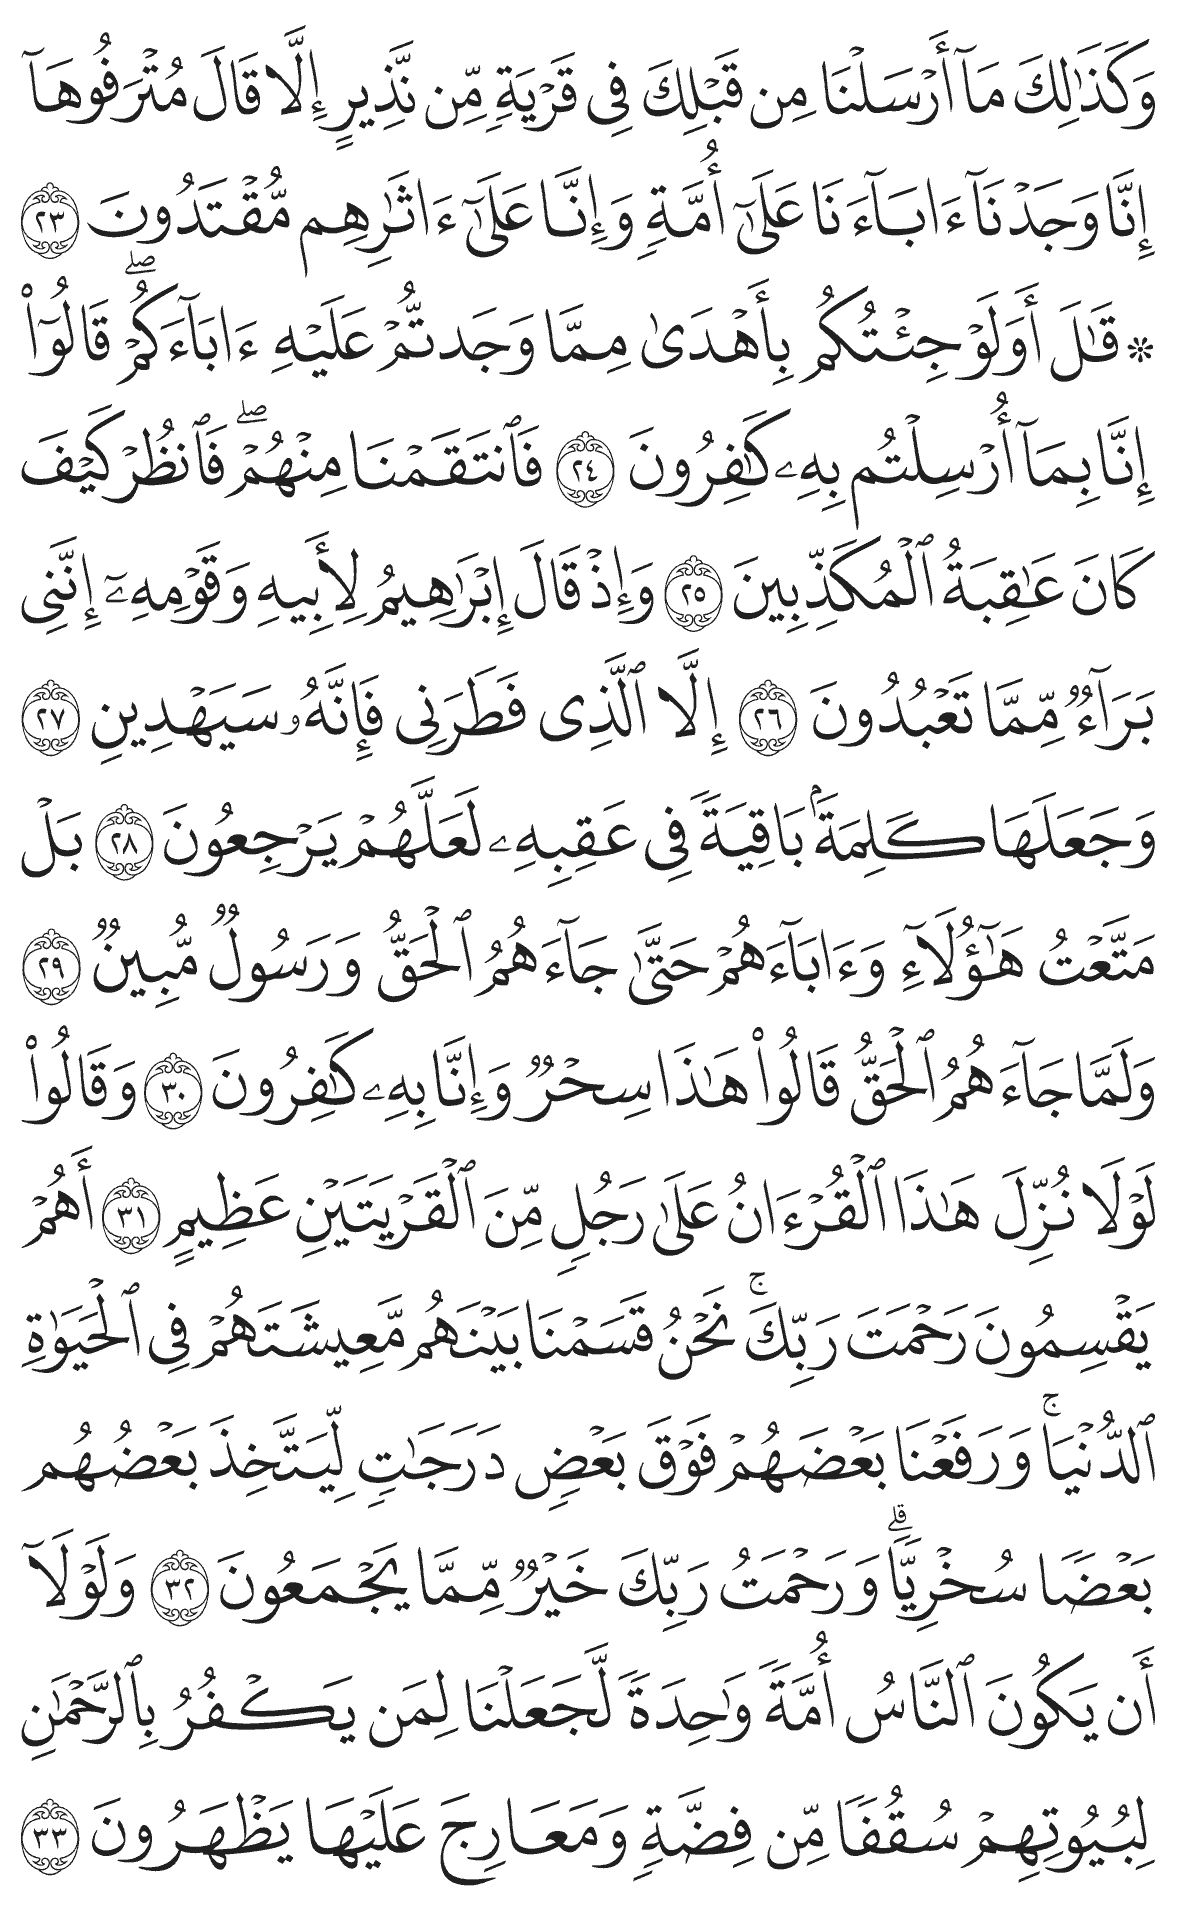 وَكَذَٰلِكَ مَآ أَرۡسَلۡنَا مِن قَبۡلِكَ فِي قَرۡيَةٖ مِّن نَّذِيرٍ إِلَّا قَالَ مُتۡرَفُوهَآ
إِنَّا وَجَدۡنَآ ءَابَآءَنَا عَلَىٰٓ أُمَّةٖ وَإِنَّا عَلَىٰٓ ءَاثَٰرِهِم مُّقۡتَدُونَ ٢٣
۞ قَٰلَ أَوَلَوۡ جِئۡتُكُم بِأَهۡدَىٰ مِمَّا وَجَدتُّمۡ عَلَيۡهِ ءَابَآءَكُمۡۖ قَالُوٓاْ
إِنَّا بِمَآ أُرۡسِلۡتُم بِهِۦ كَٰفِرُونَ ٢٤ فَٱنتَقَمۡنَا مِنۡهُمۡۖ فَٱنظُرۡ كَيۡفَ
كَانَ عَٰقِبَةُ ٱلۡمُكَذِّبِينَ ٢٥ وَإِذۡ قَالَ إِبۡرَٰهِيمُ لِأَبِيهِ وَقَوۡمِهِۦٓ إِنَّنِي
بَرَآءٞ مِّمَّا تَعۡبُدُونَ ٢٦ إِلَّا ٱلَّذِي فَطَرَنِي فَإِنَّهُۥ سَيَهۡدِينِ ٢٧
وَجَعَلَهَا كَلِمَةَۢ بَاقِيَةٗ فِي عَقِبِهِۦ لَعَلَّهُمۡ يَرۡجِعُونَ ٢٨ بَلۡ
مَتَّعۡتُ هَٰٓؤُلَآءِ وَءَابَآءَهُمۡ حَتَّىٰ جَآءَهُمُ ٱلۡحَقُّ وَرَسُولٞ مُّبِينٞ ٢٩
وَلَمَّا جَآءَهُمُ ٱلۡحَقُّ قَالُواْ هَٰذَا سِحۡرٞ وَإِنَّا بِهِۦ كَٰفِرُونَ ٣٠ وَقَالُواْ
لَوۡلَا نُزِّلَ هَٰذَا ٱلۡقُرۡءَانُ عَلَىٰ رَجُلٖ مِّنَ ٱلۡقَرۡيَتَيۡنِ عَظِيمٍ ٣١ أَهُمۡ
يَقۡسِمُونَ رَحۡمَتَ رَبِّكَۚ نَحۡنُ قَسَمۡنَا بَيۡنَهُم مَّعِيشَتَهُمۡ فِي ٱلۡحَيَوٰةِ
ٱلدُّنۡيَاۚ وَرَفَعۡنَا بَعۡضَهُمۡ فَوۡقَ بَعۡضٖ دَرَجَٰتٖ لِّيَتَّخِذَ بَعۡضُهُم
بَعۡضٗا سُخۡرِيّٗاۗ وَرَحۡمَتُ رَبِّكَ خَيۡرٞ مِّمَّا يَجۡمَعُونَ ٣٢ وَلَوۡلَآ
أَن يَكُونَ ٱلنَّاسُ أُمَّةٗ وَٰحِدَةٗ لَّجَعَلۡنَا لِمَن يَكۡفُرُ بِٱلرَّحۡمَٰنِ
لِبُيُوتِهِمۡ سُقُفٗا مِّن فِضَّةٖ وَمَعَارِجَ عَلَيۡهَا يَظۡهَرُونَ ٣٣